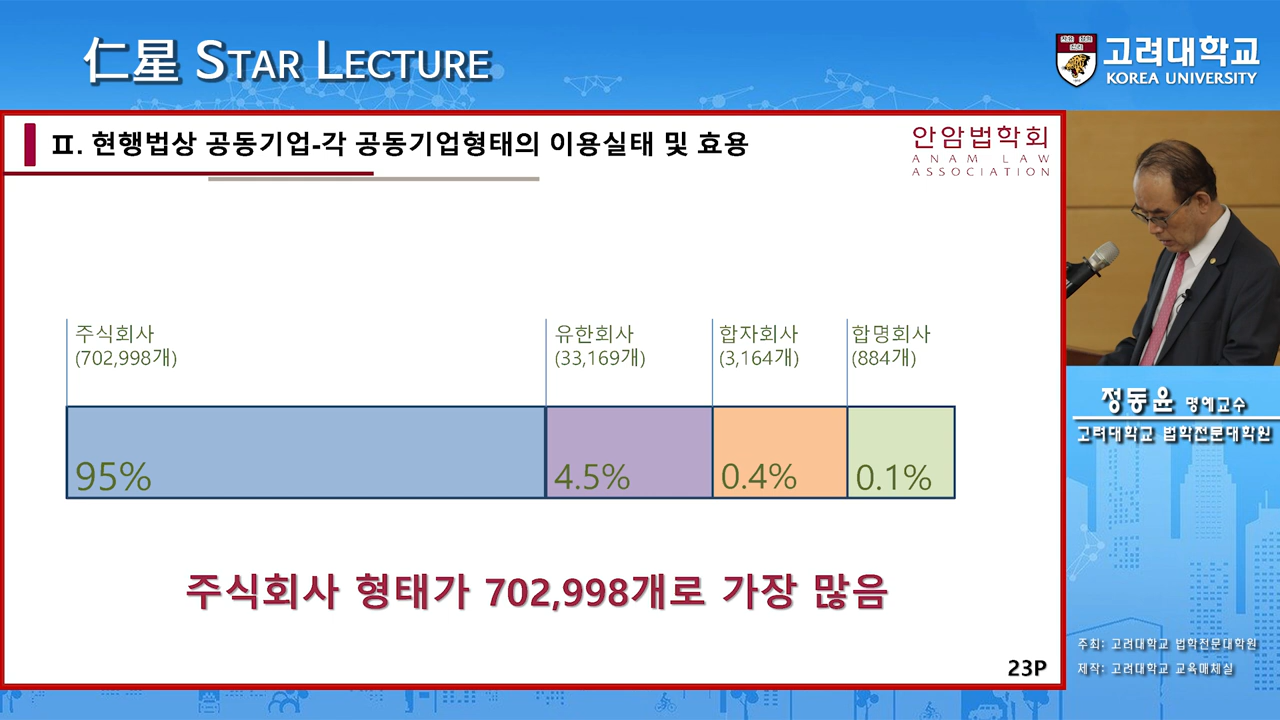 仁星 STAR LECTURE
고려대학교
KOREA UNIVERSITY
Ⅱ. 현행법상 공동기업-각 공동기업형태의 이용실태 및 효용
안암법학회
ANAM LAW
ASSOCIATION
주식회사
(702,998개)
유한회사
(33,169개)
합자회사
(3,164개)
합명회사
(884개)
95%
4.5%
0.4%
0.1%
주식회사 형태가 702,998개로 가장 많음
23P
정동윤 명예교수
고려대학교 법학전문대학원
주최: 고려대학교 법학전문대학원
제작: 고려대학교 교육매체실